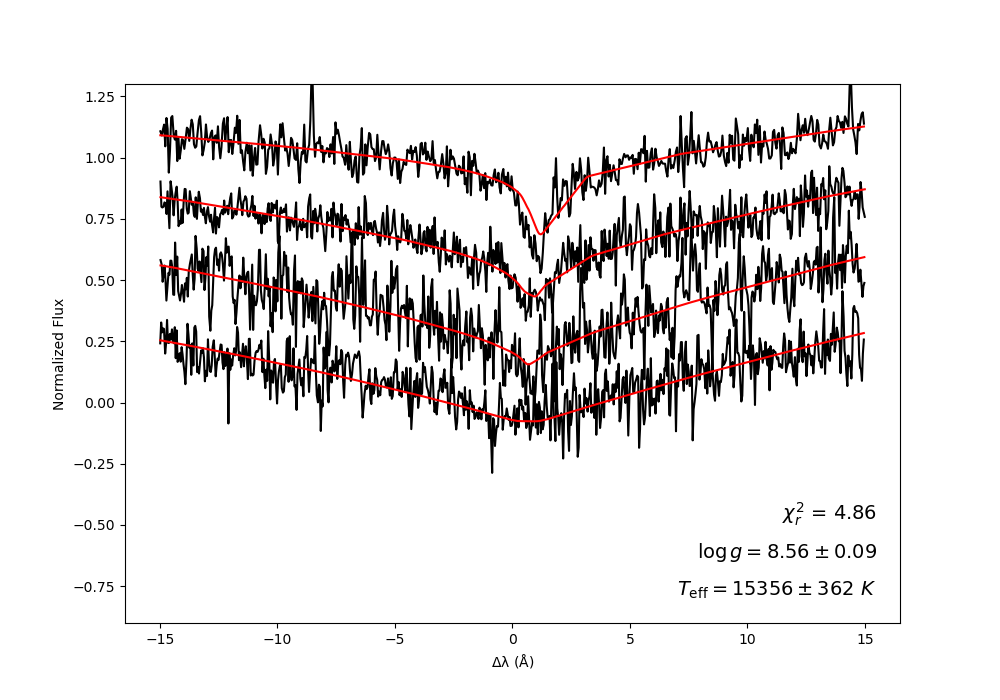 1.25
1.00
0.75
0.50
0.25
0.00
−0.25
−0.50
−0.75
Normalized Flux
χ_r^2 = 4.86
log g = 8.56 ± 0.09
T_eff = 15356 ± 362 K
−15 −10 −5 0 5 10 15
Δλ (Å)